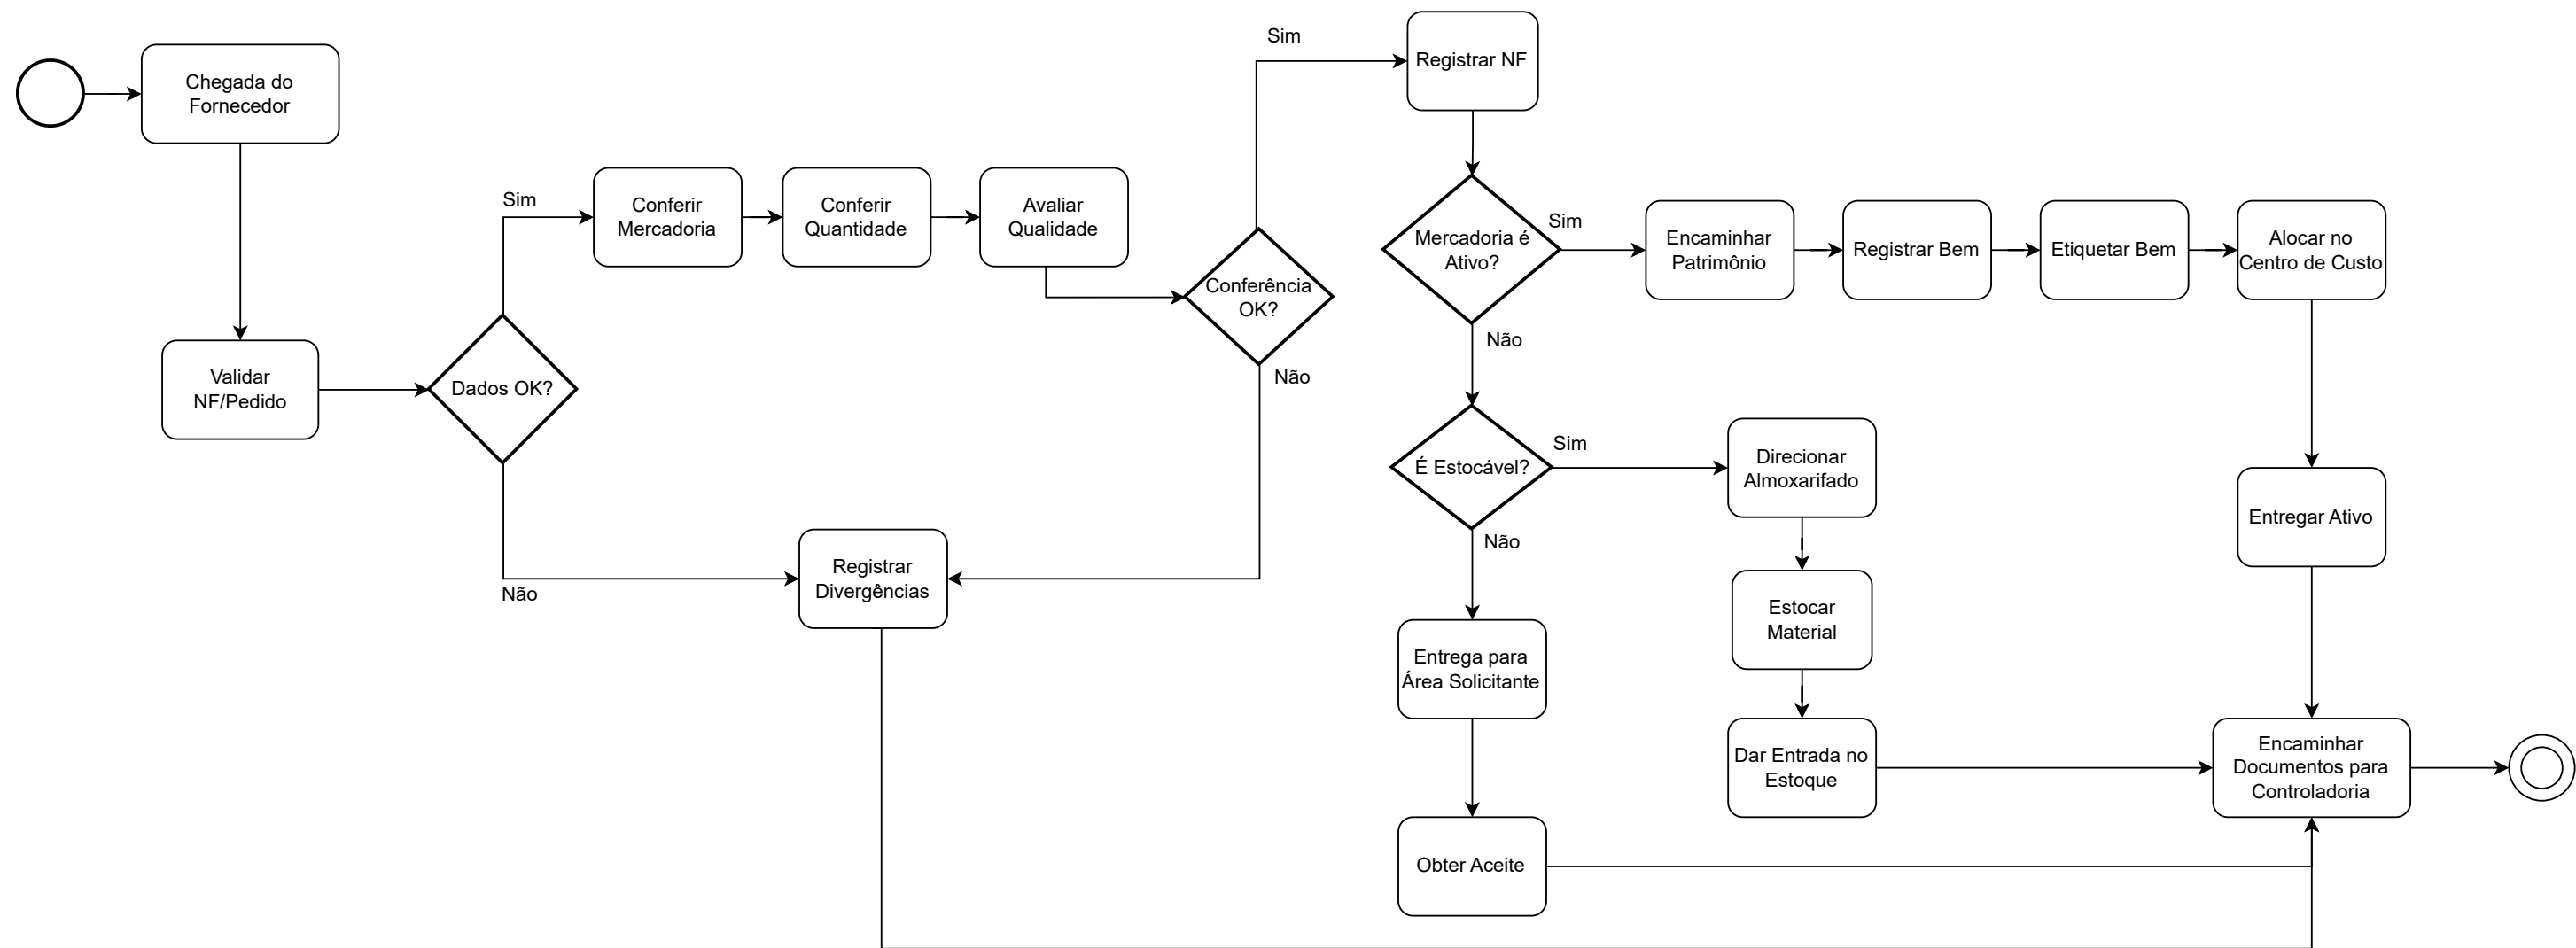 Chegada do
Fornecedor
Validar
NF/Pedido
Dados OK?
Sim
Não
Conferir
Mercadoria
Conferir
Quantidade
Avaliar
Qualidade
Conferência
OK?
Sim
Não
Registrar
Divergências
Registrar NF
Mercadoria é
Ativo?
Sim
Não
Encaminhar
Patrimônio
Registrar Bem
Etiquetar Bem
Alocar no
Centro de Custo
Entregar Ativo
É Estocável?
Sim
Não
Direcionar
Almoxarifado
Estocar
Material
Dar Entrada no
Estoque
Entrega para
Área Solicitante
Obter Aceite
Encaminhar
Documentos para
Controladoria